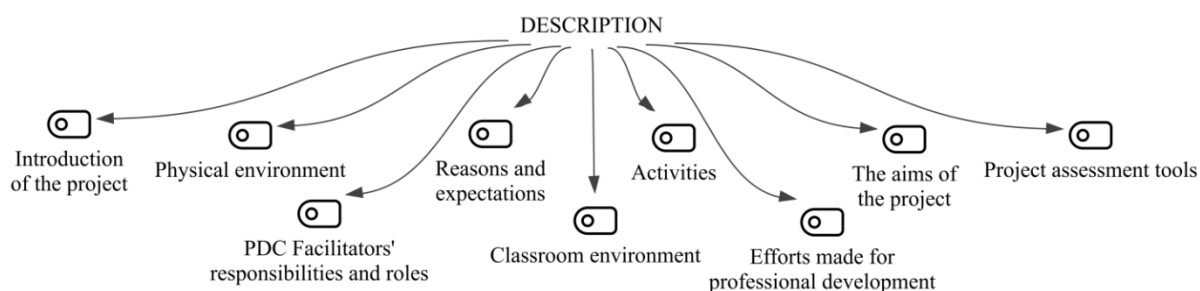 DESCRIPTION
Introduction
of the project
Physical environment
Reasons and
expectations
Activities
The aims of
the project
Project assessment tools
PDC Facilitators'
responsibilities and roles
Classroom environment
Efforts made for
professional development